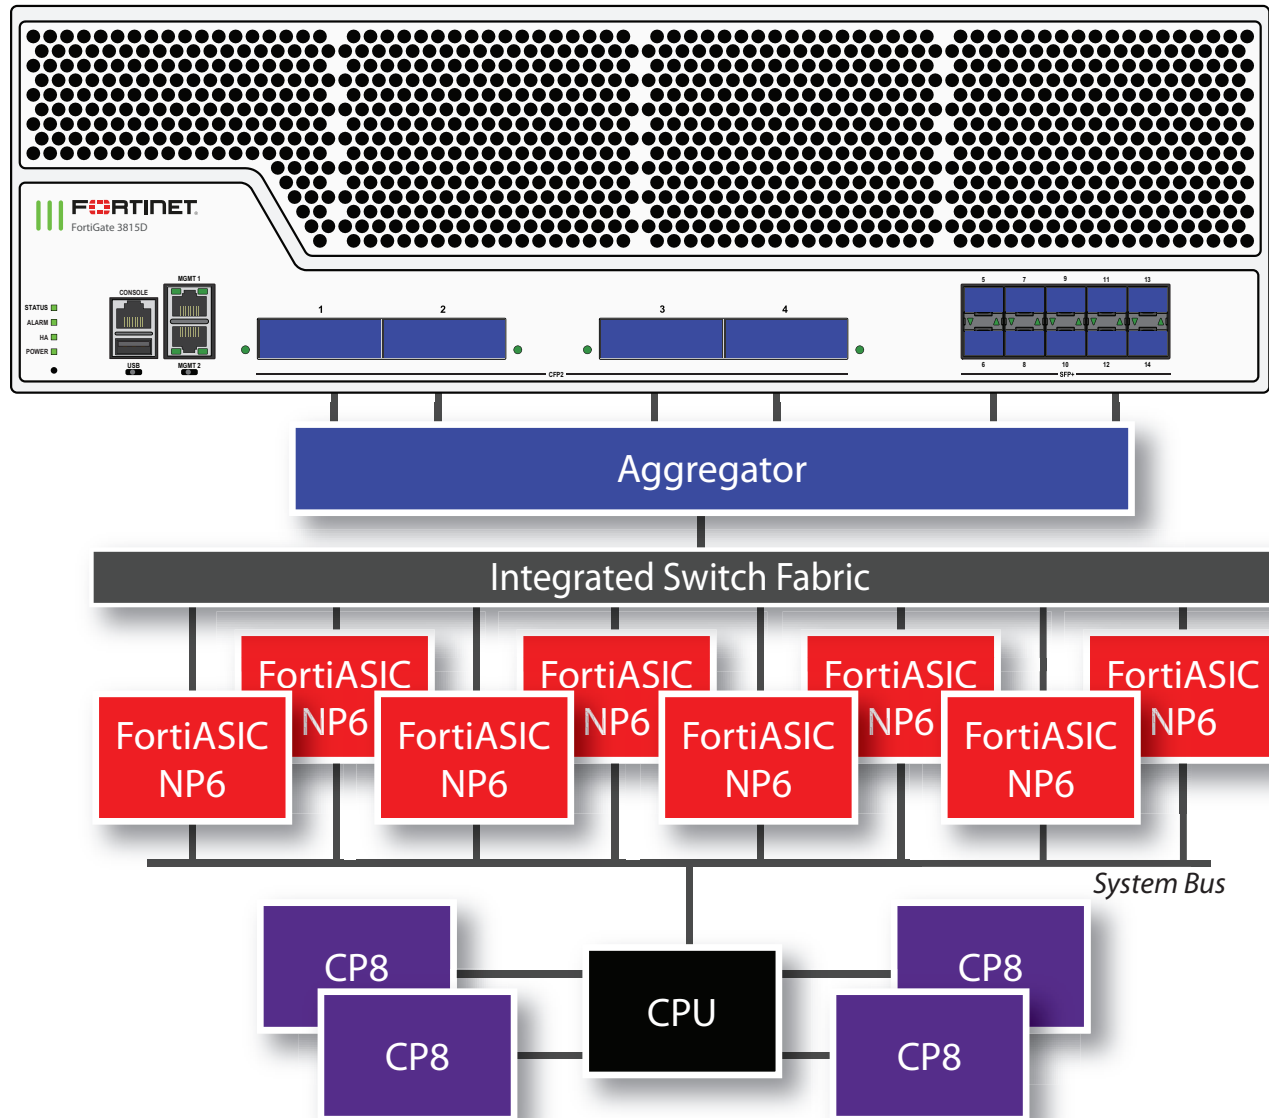 FORTINET
FortiGate 3815D
STATUS
ALARM
HA
POWER
CONSOLE
USB
MGMT 1
MGMT 2
1 2 3 4
CFP2
5 7 9 11 13
6 8 10 12 14
SFP+
Aggregator
Integrated Switch Fabric
FortiASIC
NP6
FortiASIC
NP6
FortiASIC
NP6
FortiASIC
NP6
FortiASIC
NP6
FortiASIC
NP6
FortiASIC
NP6
FortiASIC
NP6
System Bus
CP8
CP8
CPU
CP8
CP8